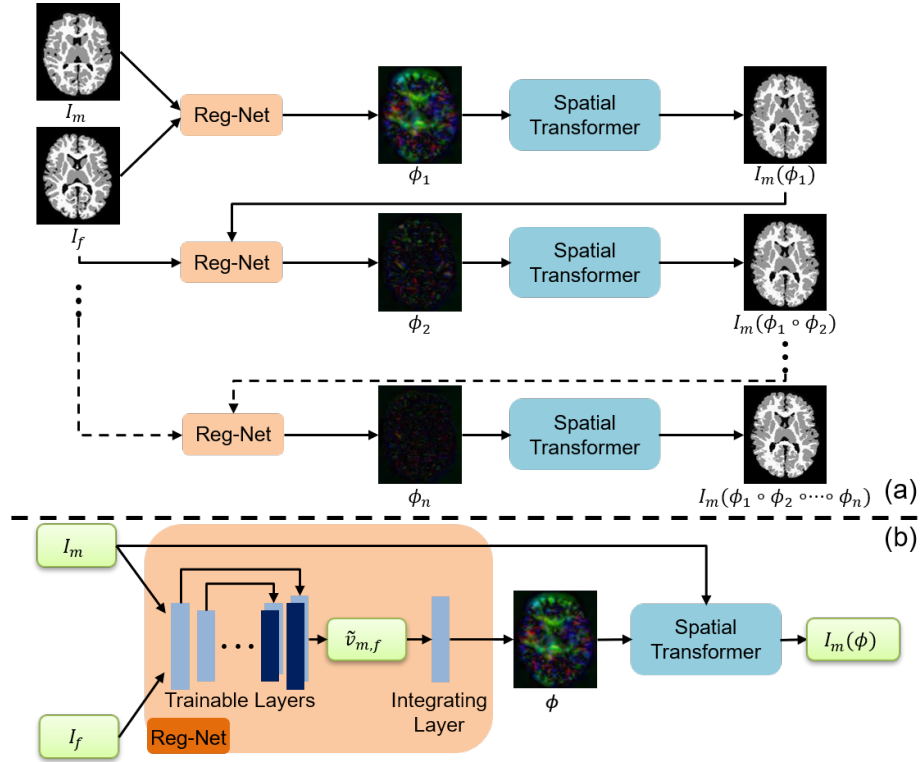 I_m
Reg-Net
Spatial
Transformer
ϕ_1
I_m(ϕ_1)
I_f
Reg-Net
Spatial
Transformer
ϕ_2
I_m(ϕ_1 ∘ ϕ_2)
Reg-Net
Spatial
Transformer
ϕ_n
I_m(ϕ_1 ∘ ϕ_2 ∘⋯∘ ϕ_n)
(a)
(b)
I_m
ṽ_{m,f}
Spatial
Transformer
I_m(ϕ)
Trainable Layers
Integrating
Layer
ϕ
I_f
Reg-Net